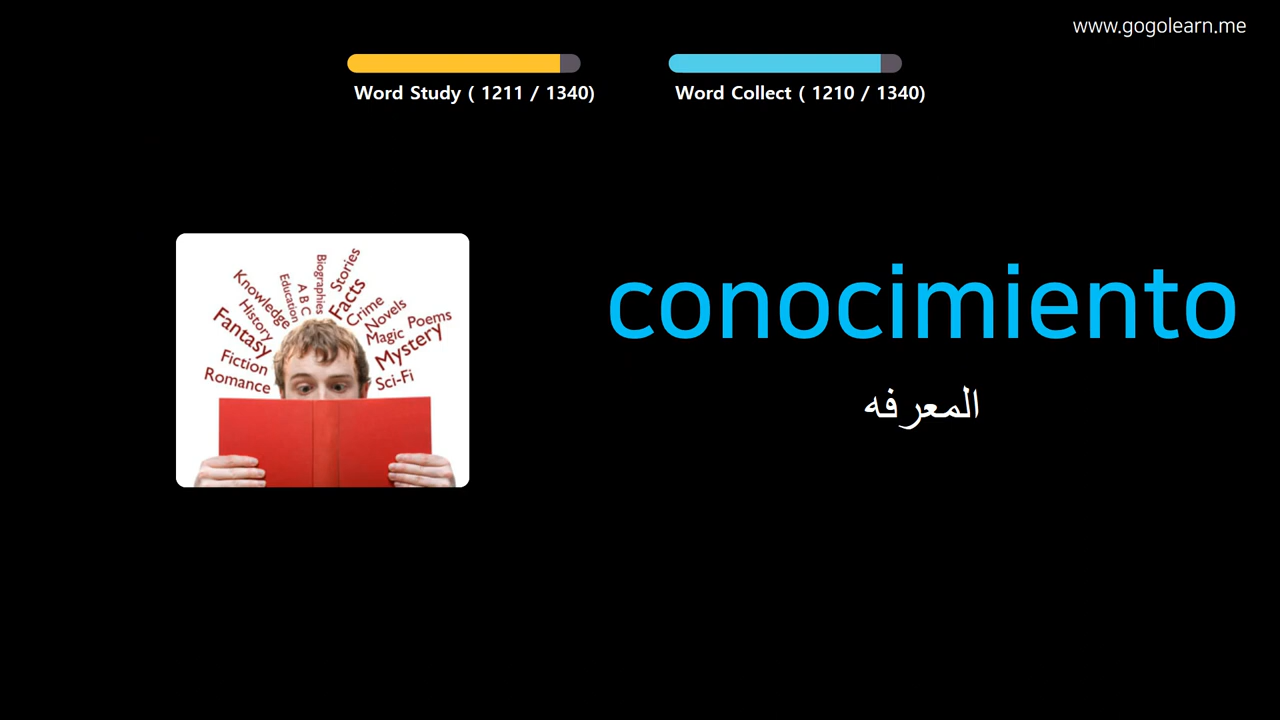 www.gogolearn.me
Word Study ( 1211 / 1340)
Word Collect ( 1210 / 1340)
conocimiento
المعرفه
Knowledge
History
Fantasy
Fiction
Romance
Education
A B C
Biographies
Stories
Facts
Crime
Novels
Magic
Poems
Mystery
Sci-Fi